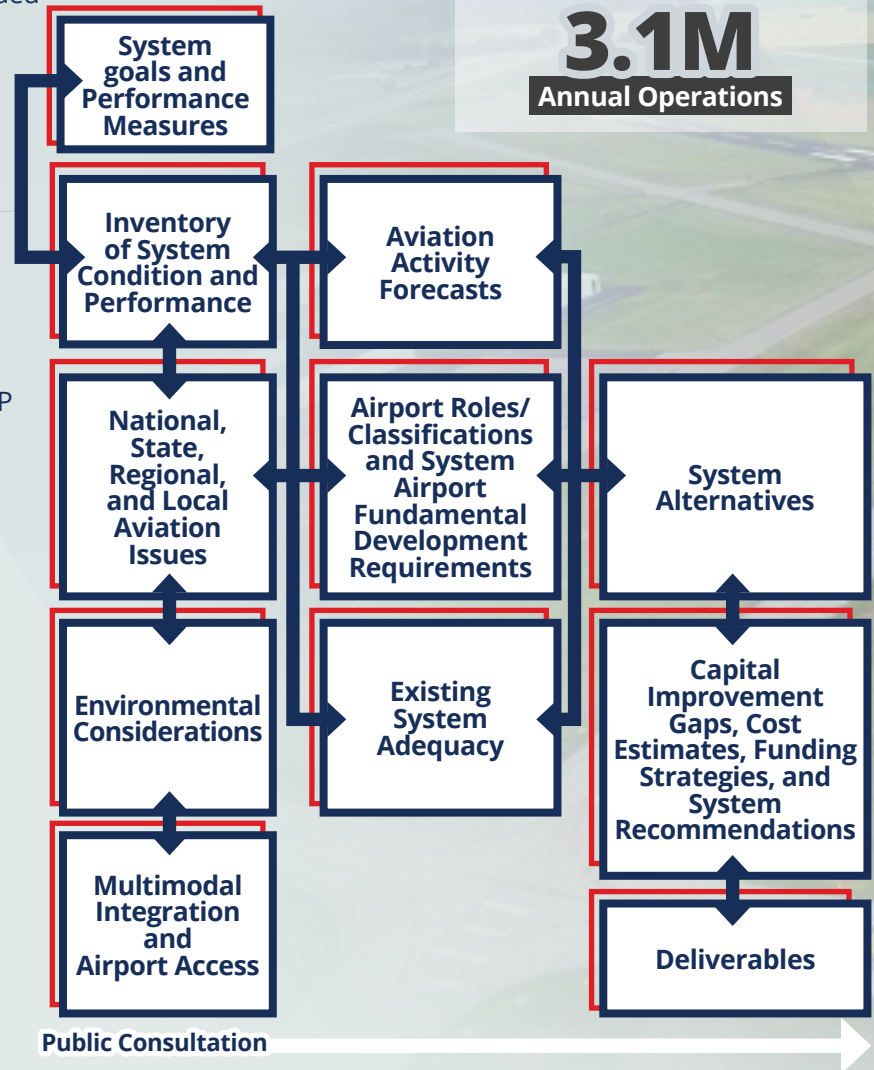 3.1M
Annual Operations
System
goals and
Performance
Measures
Inventory
of System
Condition and
Performance
Aviation
Activity
Forecasts
National,
State,
Regional,
and Local
Aviation
Issues
Airport Roles/
Classifications
and System
Airport
Fundamental
Development
Requirements
System
Alternatives
Environmental
Considerations
Existing
System
Adequacy
Capital
Improvement
Gaps, Cost
Estimates, Funding
Strategies, and
System
Recommendations
Multimodal
Integration
and
Airport Access
Deliverables
Public Consultation